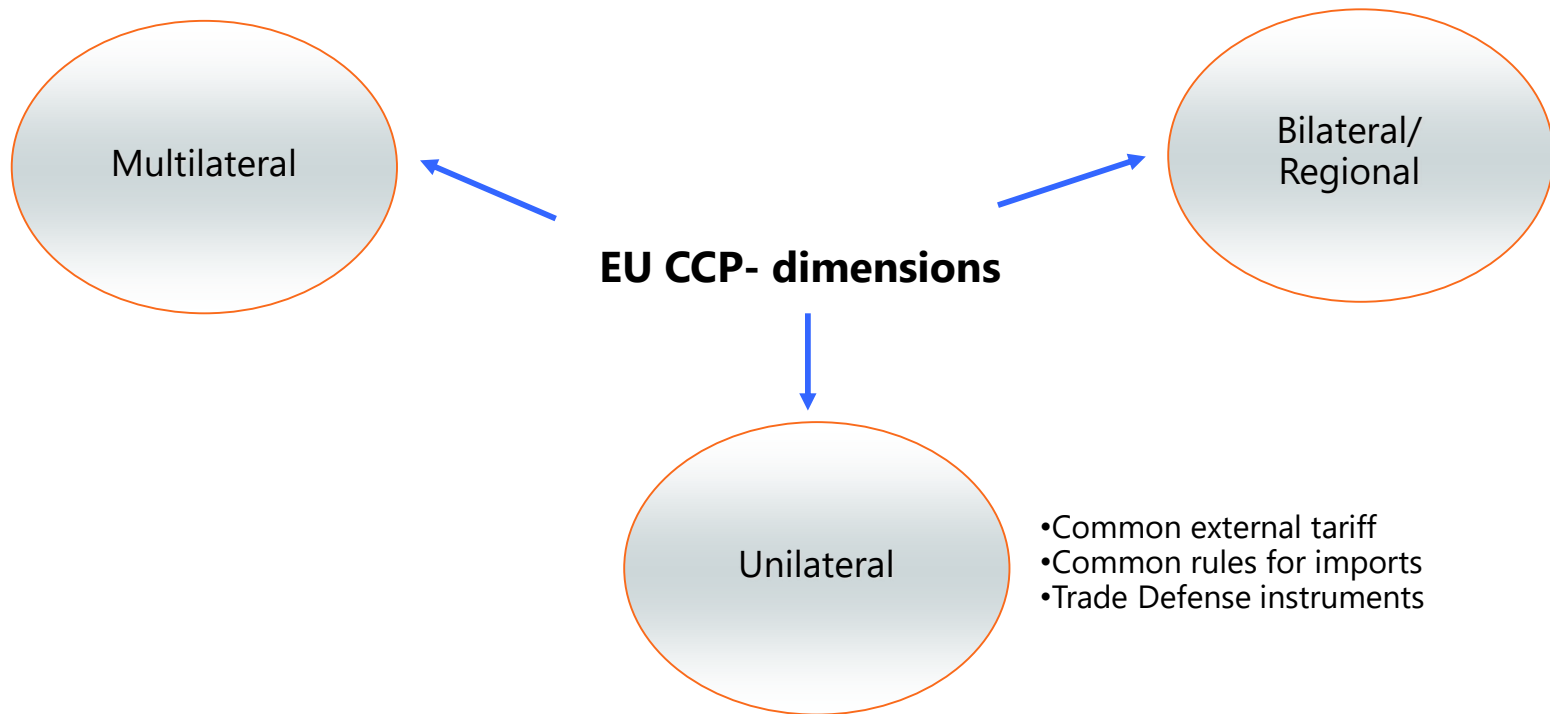 Multilateral
Bilateral/
Regional
EU CCP- dimensions
Unilateral
•Common external tariff
•Common rules for imports
•Trade Defense instruments